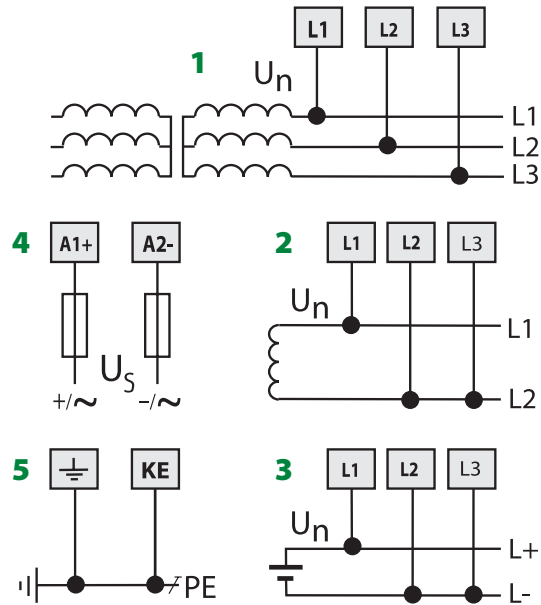 L1 L2 L3
1 Un
L1
L2
L3
4 A1+ A2-
US
+/~ -/~
2 L1 L2 L3
Un
L1
L2
5 KE
PE
3 L1 L2 L3
Un
L+
L-